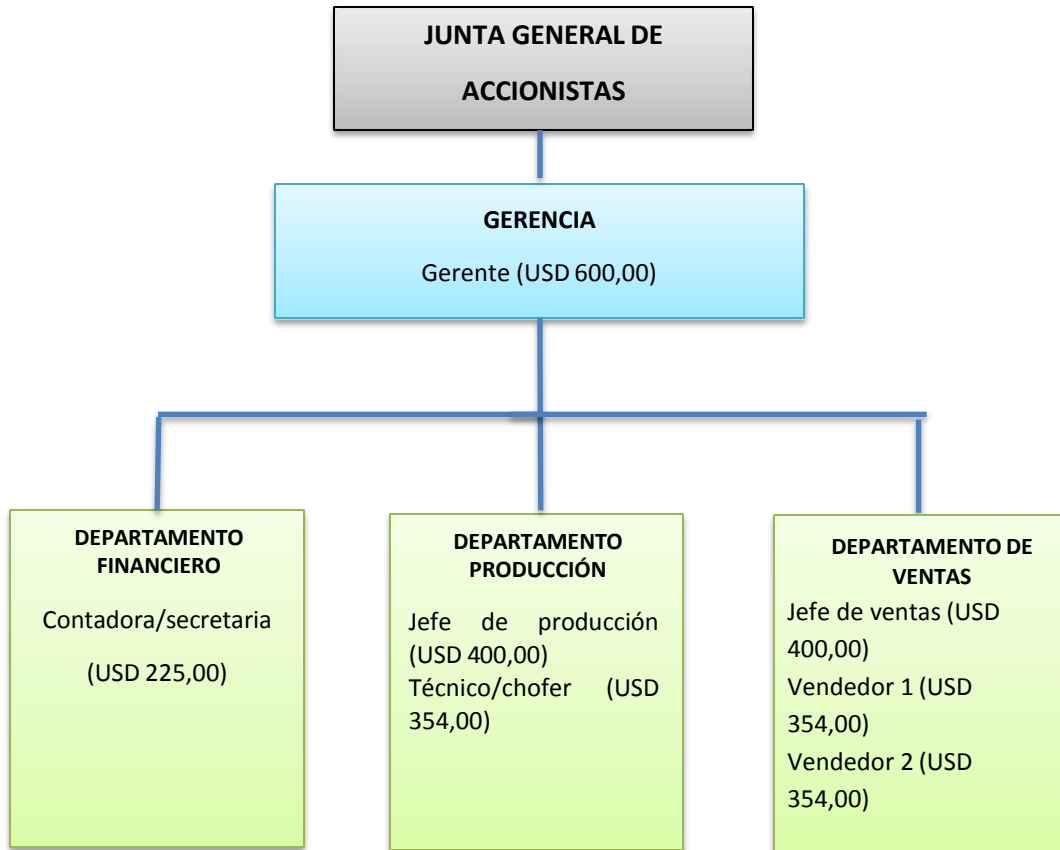 JUNTA GENERAL DE
ACCIONISTAS
GERENCIA
Gerente (USD 600,00)
DEPARTAMENTO
FINANCIERO
Contadora/secretaria
(USD 225,00)
DEPARTAMENTO
PRODUCCIÓN
Jefe de producción
(USD 400,00)
Técnico/chofer (USD
354,00)
DEPARTAMENTO DE
VENTAS
Jefe de ventas (USD
400,00)
Vendedor 1 (USD
354,00)
Vendedor 2 (USD
354,00)